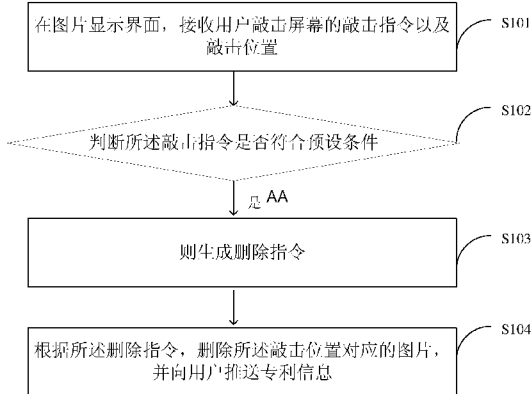 在图片显示界面，接收用户敲击屏幕的敲击指令以及
敲击位置
S101
判断所述敲击指令是否符合预设条件
S102
是 AA
则生成删除指令
S103
根据所述删除指令，删除所述敲击位置对应的图片，
并向用户推送专利信息
S104